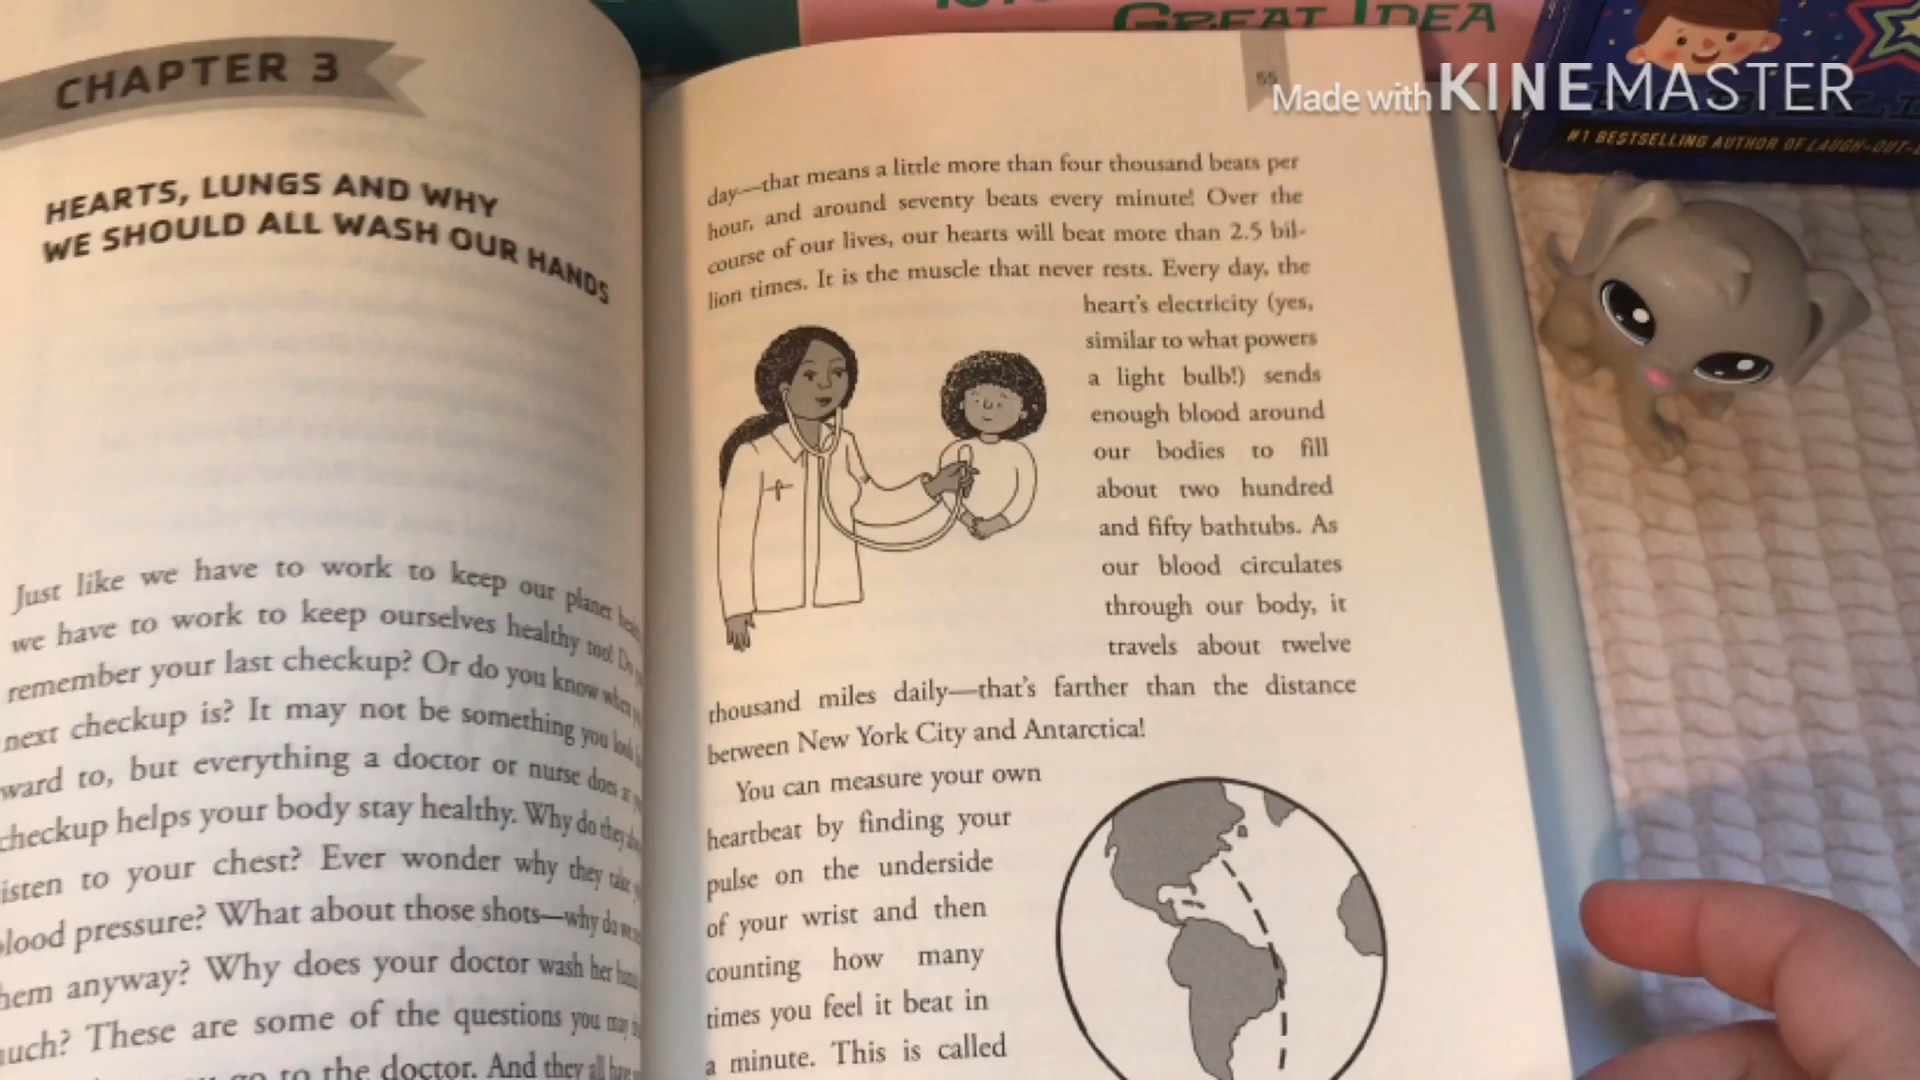 GREAT IDEA
Made with KINEMASTER
#1 BESTSELLING AUTHOR OF LAUGH-OUT-
CHAPTER 3
HEARTS, LUNGS AND WHY
WE SHOULD ALL WASH OUR HANDS
Just like we have to work to keep our planet
we have to work to keep ourselves healthy too!
remember your last checkup? Or do you know when
next checkup is? It may not be something you
ward to, but everything a doctor or nurse does at
checkup helps your body stay healthy. Why do they
isten to your chest? Ever wonder why they take
lood pressure? What about those shots—why do we
hem anyway? Why does your doctor wash her
uch? These are some of the questions you may
go to the doctor. And they all have
55
day—that means a little more than four thousand beats per
hour, and around seventy beats every minute! Over the
course of our lives, our hearts will beat more than 2.5 bil-
lion times. It is the muscle that never rests. Every day, the
heart's electricity (yes,
similar to what powers
a light bulb!) sends
enough blood around
our bodies to fill
about two hundred
and fifty bathtubs. As
our blood circulates
through our body, it
travels about twelve
thousand miles daily—that's farther than the distance
between New York City and Antarctica!
You can measure your own
heartbeat by finding your
pulse on the underside
of your wrist and then
counting how many
times you feel it beat in
a minute. This is called